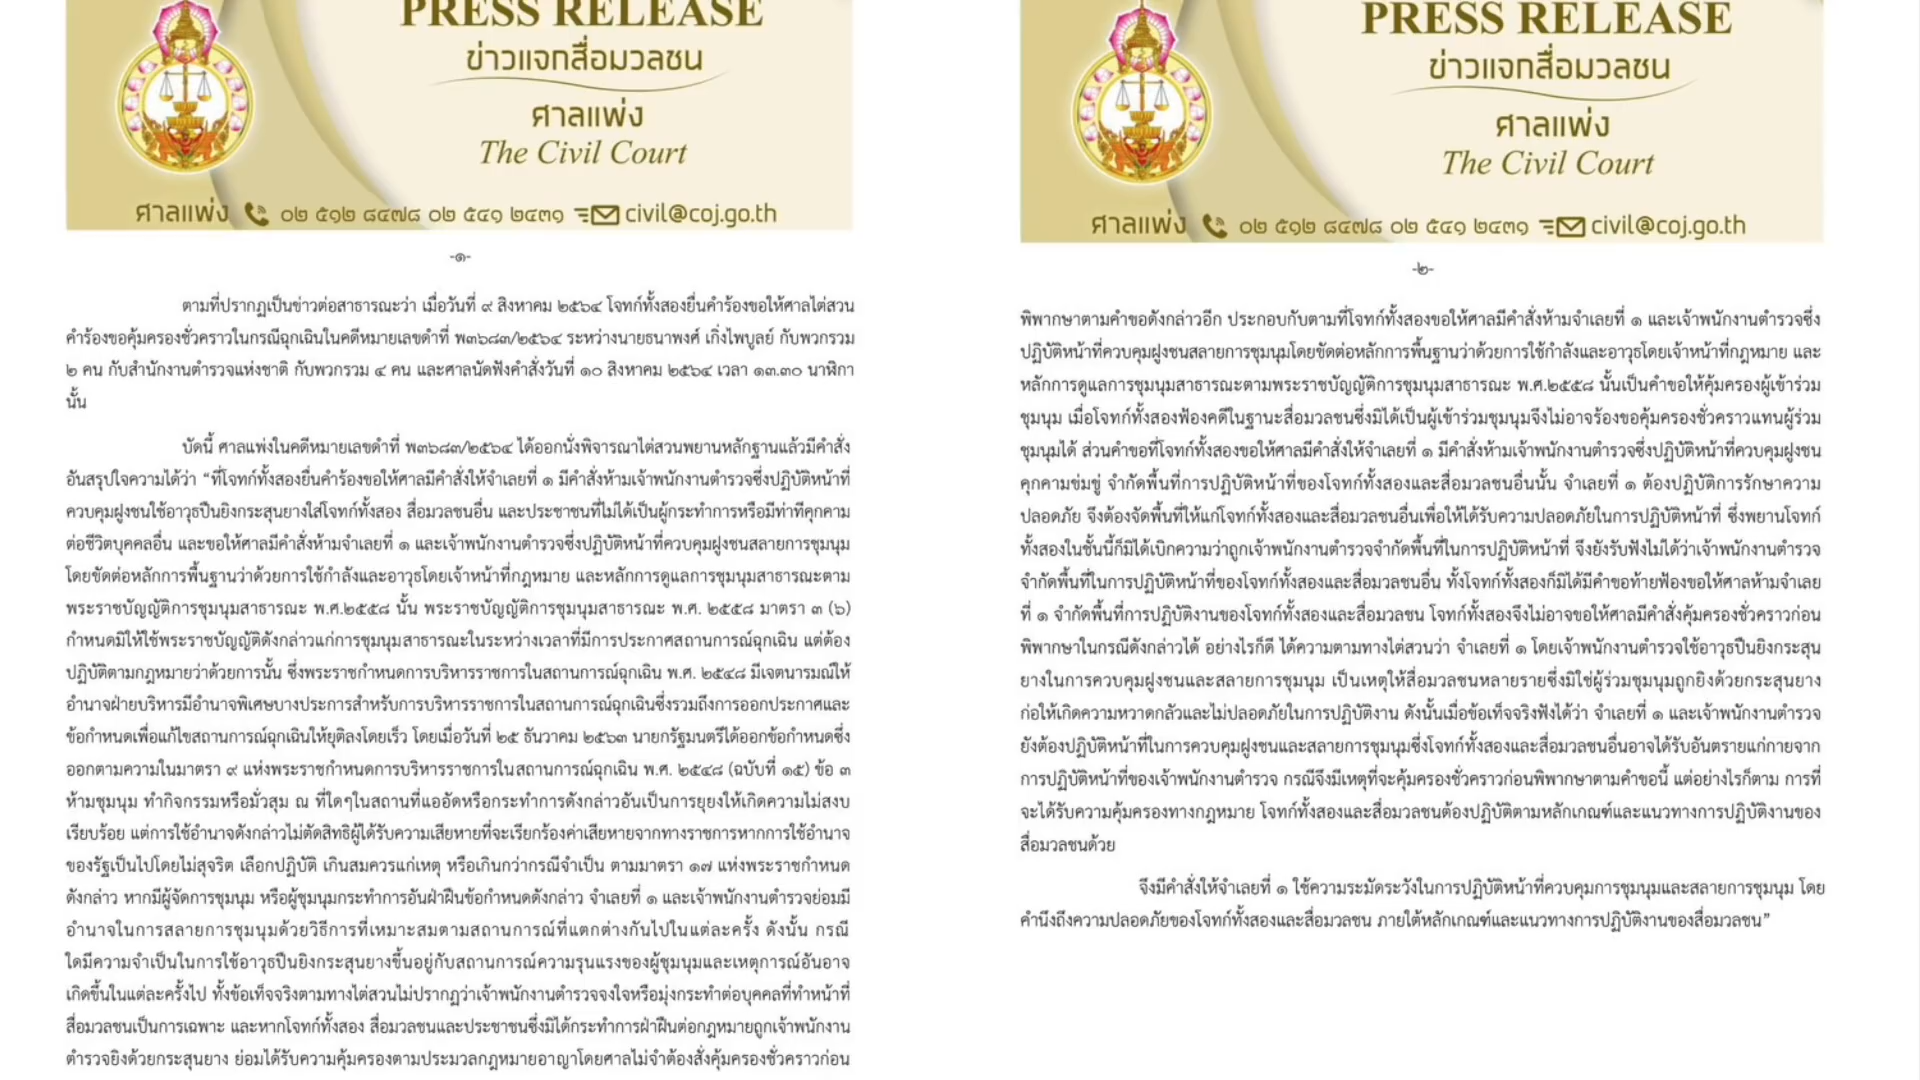 PRESS RELEASE
ข่าวแจกสื่อมวลชน
ศาลแพ่ง
The Civil Court
ศาลแพ่ง ๐๒ ๕๑๒ ๘๔๗๘ ๐๒ ๕๔๑ ๒๔๓๑ civil@coj.go.th
-๑-
ตามที่ปรากฏเป็นข่าวต่อสาธารณะว่า เมื่อวันที่ ๙ สิงหาคม ๒๕๖๔ โจทก์ทั้งสองยื่นคำร้องขอให้ศาลไต่สวน
คำร้องขอคุ้มครองชั่วคราวในกรณีฉุกเฉินในคดีหมายเลขดำที่ พ๓๖๘๓/๒๕๖๔ ระหว่างนายธนาพงศ์ เกิ่งไพบูลย์ กับพวกรวม
๒ คน กับสำนักงานตำรวจแห่งชาติ กับพวกรวม ๔ คน และศาลนัดฟังคำสั่งวันที่ ๑๐ สิงหาคม ๒๕๖๔ เวลา ๑๓.๓๐ นาฬิกา
นั้น
บัดนี้ ศาลแพ่งในคดีหมายเลขดำที่ พ๓๖๘๓/๒๕๖๔ ได้ออกนั่งพิจารณาไต่สวนพยานหลักฐานแล้วมีคำสั่ง
อันสรุปใจความได้ว่า “ที่โจทก์ทั้งสองยื่นคำร้องขอให้ศาลมีคำสั่งให้จำเลยที่ ๑ มีคำสั่งห้ามเจ้าพนักงานตำรวจซึ่งปฏิบัติหน้าที่
ควบคุมฝูงชนใช้อาวุธปืนยิงกระสุนยางใส่โจทก์ทั้งสอง สื่อมวลชนอื่น และประชาชนที่ไม่ได้เป็นผู้กระทำการหรือมีท่าทีคุกคาม
ต่อชีวิตบุคคลอื่น และขอให้ศาลมีคำสั่งห้ามจำเลยที่ ๑ และเจ้าพนักงานตำรวจซึ่งปฏิบัติหน้าที่ควบคุมฝูงชนสลายการชุมนุม
โดยขัดต่อหลักการพื้นฐานว่าด้วยการใช้กำลังและอาวุธโดยเจ้าหน้าที่กฎหมาย และหลักการดูแลการชุมนุมสาธารณะตาม
พระราชบัญญัติการชุมนุมสาธารณะ พ.ศ.๒๕๕๘ นั้น พระราชบัญญัติการชุมนุมสาธารณะ พ.ศ. ๒๕๕๘ มาตรา ๓ (๖)
กำหนดมิให้ใช้พระราชบัญญัติดังกล่าวแก่การชุมนุมสาธารณะในระหว่างเวลาที่มีการประกาศสถานการณ์ฉุกเฉิน แต่ต้อง
ปฏิบัติตามกฎหมายว่าด้วยการนั้น ซึ่งพระราชกำหนดการบริหารราชการในสถานการณ์ฉุกเฉิน พ.ศ. ๒๕๔๘ มีเจตนารมณ์ให้
อำนาจฝ่ายบริหารมีอำนาจพิเศษบางประการสำหรับการบริหารราชการในสถานการณ์ฉุกเฉินซึ่งรวมถึงการออกประกาศและ
ข้อกำหนดเพื่อแก้ไขสถานการณ์ฉุกเฉินให้ยุติลงโดยเร็ว โดยเมื่อวันที่ ๒๕ ธันวาคม ๒๕๖๓ นายกรัฐมนตรีได้ออกข้อกำหนดซึ่ง
ออกตามความในมาตรา ๙ แห่งพระราชกำหนดการบริหารราชการในสถานการณ์ฉุกเฉิน พ.ศ. ๒๕๔๘ (ฉบับที่ ๑๕) ข้อ ๓
ห้ามชุมนุม ทำกิจกรรมหรือมั่วสุม ณ ที่ใดๆในสถานที่แออัดหรือกระทำการดังกล่าวอันเป็นการยุยงให้เกิดความไม่สงบ
เรียบร้อย แต่การใช้อำนาจดังกล่าวไม่ตัดสิทธิผู้ได้รับความเสียหายที่จะเรียกร้องค่าเสียหายจากทางราชการหากการใช้อำนาจ
ของรัฐเป็นไปโดยไม่สุจริต เลือกปฏิบัติ เกินสมควรแก่เหตุ หรือเกินกว่ากรณีจำเป็น ตามมาตรา ๑๗ แห่งพระราชกำหนด
ดังกล่าว หากมีผู้จัดการชุมนุม หรือผู้ชุมนุมกระทำการอันฝ่าฝืนข้อกำหนดดังกล่าว จำเลยที่ ๑ และเจ้าพนักงานตำรวจย่อมมี
อำนาจในการสลายการชุมนุมด้วยวิธีการที่เหมาะสมตามสถานการณ์ที่แตกต่างกันไปในแต่ละครั้ง ดังนั้น กรณี
ใดมีความจำเป็นในการใช้อาวุธปืนยิงกระสุนยางขึ้นอยู่กับสถานการณ์ความรุนแรงของผู้ชุมนุมและเหตุการณ์อันอาจ
เกิดขึ้นในแต่ละครั้งไป ทั้งข้อเท็จจริงตามทางไต่สวนไม่ปรากฏว่าเจ้าพนักงานตำรวจจงใจหรือมุ่งกระทำต่อบุคคลที่ทำหน้าที่
สื่อมวลชนเป็นการเฉพาะ และหากโจทก์ทั้งสอง สื่อมวลชนและประชาชนซึ่งมิได้กระทำการฝ่าฝืนต่อกฎหมายถูกเจ้าพนักงาน
ตำรวจยิงด้วยกระสุนยาง ย่อมได้รับความคุ้มครองตามประมวลกฎหมายอาญาโดยศาลไม่จำต้องสั่งคุ้มครองชั่วคราวก่อน
PRESS RELEASE
ข่าวแจกสื่อมวลชน
ศาลแพ่ง
The Civil Court
ศาลแพ่ง ๐๒ ๕๑๒ ๘๔๗๘ ๐๒ ๕๔๑ ๒๔๓๑ civil@coj.go.th
-๒-
พิพากษาตามคำขอดังกล่าวอีก ประกอบกับตามที่โจทก์ทั้งสองขอให้ศาลมีคำสั่งห้ามจำเลยที่ ๑ และเจ้าพนักงานตำรวจซึ่ง
ปฏิบัติหน้าที่ควบคุมฝูงชนสลายการชุมนุมโดยขัดต่อหลักการพื้นฐานว่าด้วยการใช้กำลังและอาวุธโดยเจ้าหน้าที่กฎหมาย และ
หลักการดูแลการชุมนุมสาธารณะตามพระราชบัญญัติการชุมนุมสาธารณะ พ.ศ.๒๕๕๘ นั้นเป็นคำขอให้คุ้มครองผู้เข้าร่วม
ชุมนุม เมื่อโจทก์ทั้งสองฟ้องคดีในฐานะสื่อมวลชนซึ่งมิได้เป็นผู้เข้าร่วมชุมนุมจึงไม่อาจร้องขอคุ้มครองชั่วคราวแทนผู้ร่วม
ชุมนุมได้ ส่วนคำขอที่โจทก์ทั้งสองขอให้ศาลมีคำสั่งให้จำเลยที่ ๑ มีคำสั่งห้ามเจ้าพนักงานตำรวจซึ่งปฏิบัติหน้าที่ควบคุมฝูงชน
คุกคามข่มขู่ จำกัดพื้นที่การปฏิบัติหน้าที่ของโจทก์ทั้งสองและสื่อมวลชนอื่นนั้น จำเลยที่ ๑ ต้องปฏิบัติการรักษาความ
ปลอดภัย จึงต้องจัดพื้นที่ให้แก่โจทก์ทั้งสองและสื่อมวลชนอื่นเพื่อให้ได้รับความปลอดภัยในการปฏิบัติหน้าที่ ซึ่งพยานโจทก์
ทั้งสองในชั้นนี้ก็มิได้เบิกความว่าถูกเจ้าพนักงานตำรวจจำกัดพื้นที่ในการปฏิบัติหน้าที่ จึงยังรับฟังไม่ได้ว่าเจ้าพนักงานตำรวจ
จำกัดพื้นที่ในการปฏิบัติหน้าที่ของโจทก์ทั้งสองและสื่อมวลชนอื่น ทั้งโจทก์ทั้งสองก็มิได้มีคำขอท้ายฟ้องขอให้ศาลห้ามจำเลย
ที่ ๑ จำกัดพื้นที่การปฏิบัติงานของโจทก์ทั้งสองและสื่อมวลชน โจทก์ทั้งสองจึงไม่อาจขอให้ศาลมีคำสั่งคุ้มครองชั่วคราวก่อน
พิพากษาในกรณีดังกล่าวได้ อย่างไรก็ดี ได้ความตามทางไต่สวนว่า จำเลยที่ ๑ โดยเจ้าพนักงานตำรวจใช้อาวุธปืนยิงกระสุน
ยางในการควบคุมฝูงชนและสลายการชุมนุม เป็นเหตุให้สื่อมวลชนหลายรายซึ่งมิใช่ผู้ร่วมชุมนุมถูกยิงด้วยกระสุนยาง
ก่อให้เกิดความหวาดกลัวและไม่ปลอดภัยในการปฏิบัติงาน ดังนั้นเมื่อข้อเท็จจริงฟังได้ว่า จำเลยที่ ๑ และเจ้าพนักงานตำรวจ
ยังต้องปฏิบัติหน้าที่ในการควบคุมฝูงชนและสลายการชุมนุมซึ่งโจทก์ทั้งสองและสื่อมวลชนอื่นอาจได้รับอันตรายแก่กายจาก
การปฏิบัติหน้าที่ของเจ้าพนักงานตำรวจ กรณีจึงมีเหตุที่จะคุ้มครองชั่วคราวก่อนพิพากษาตามคำขอนี้ แต่อย่างไรก็ตาม การที่
จะได้รับความคุ้มครองทางกฎหมาย โจทก์ทั้งสองและสื่อมวลชนต้องปฏิบัติตามหลักเกณฑ์และแนวทางการปฏิบัติงานของ
สื่อมวลชนด้วย
จึงมีคำสั่งให้จำเลยที่ ๑ ใช้ความระมัดระวังในการปฏิบัติหน้าที่ควบคุมการชุมนุมและสลายการชุมนุม โดย
คำนึงถึงความปลอดภัยของโจทก์ทั้งสองและสื่อมวลชน ภายใต้หลักเกณฑ์และแนวทางการปฏิบัติงานของสื่อมวลชน”